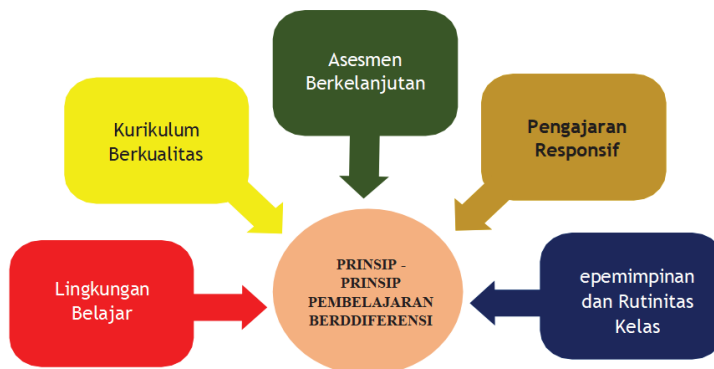 Asesmen
Berkelanjutan
Kurikulum
Berkualitas
Pengajaran
Responsif
Lingkungan
Belajar
PRINSIP -
PRINSIP
PEMBELAJARAN
BERDDIFERENSI
epemimpinan
dan Rutinitas
Kelas